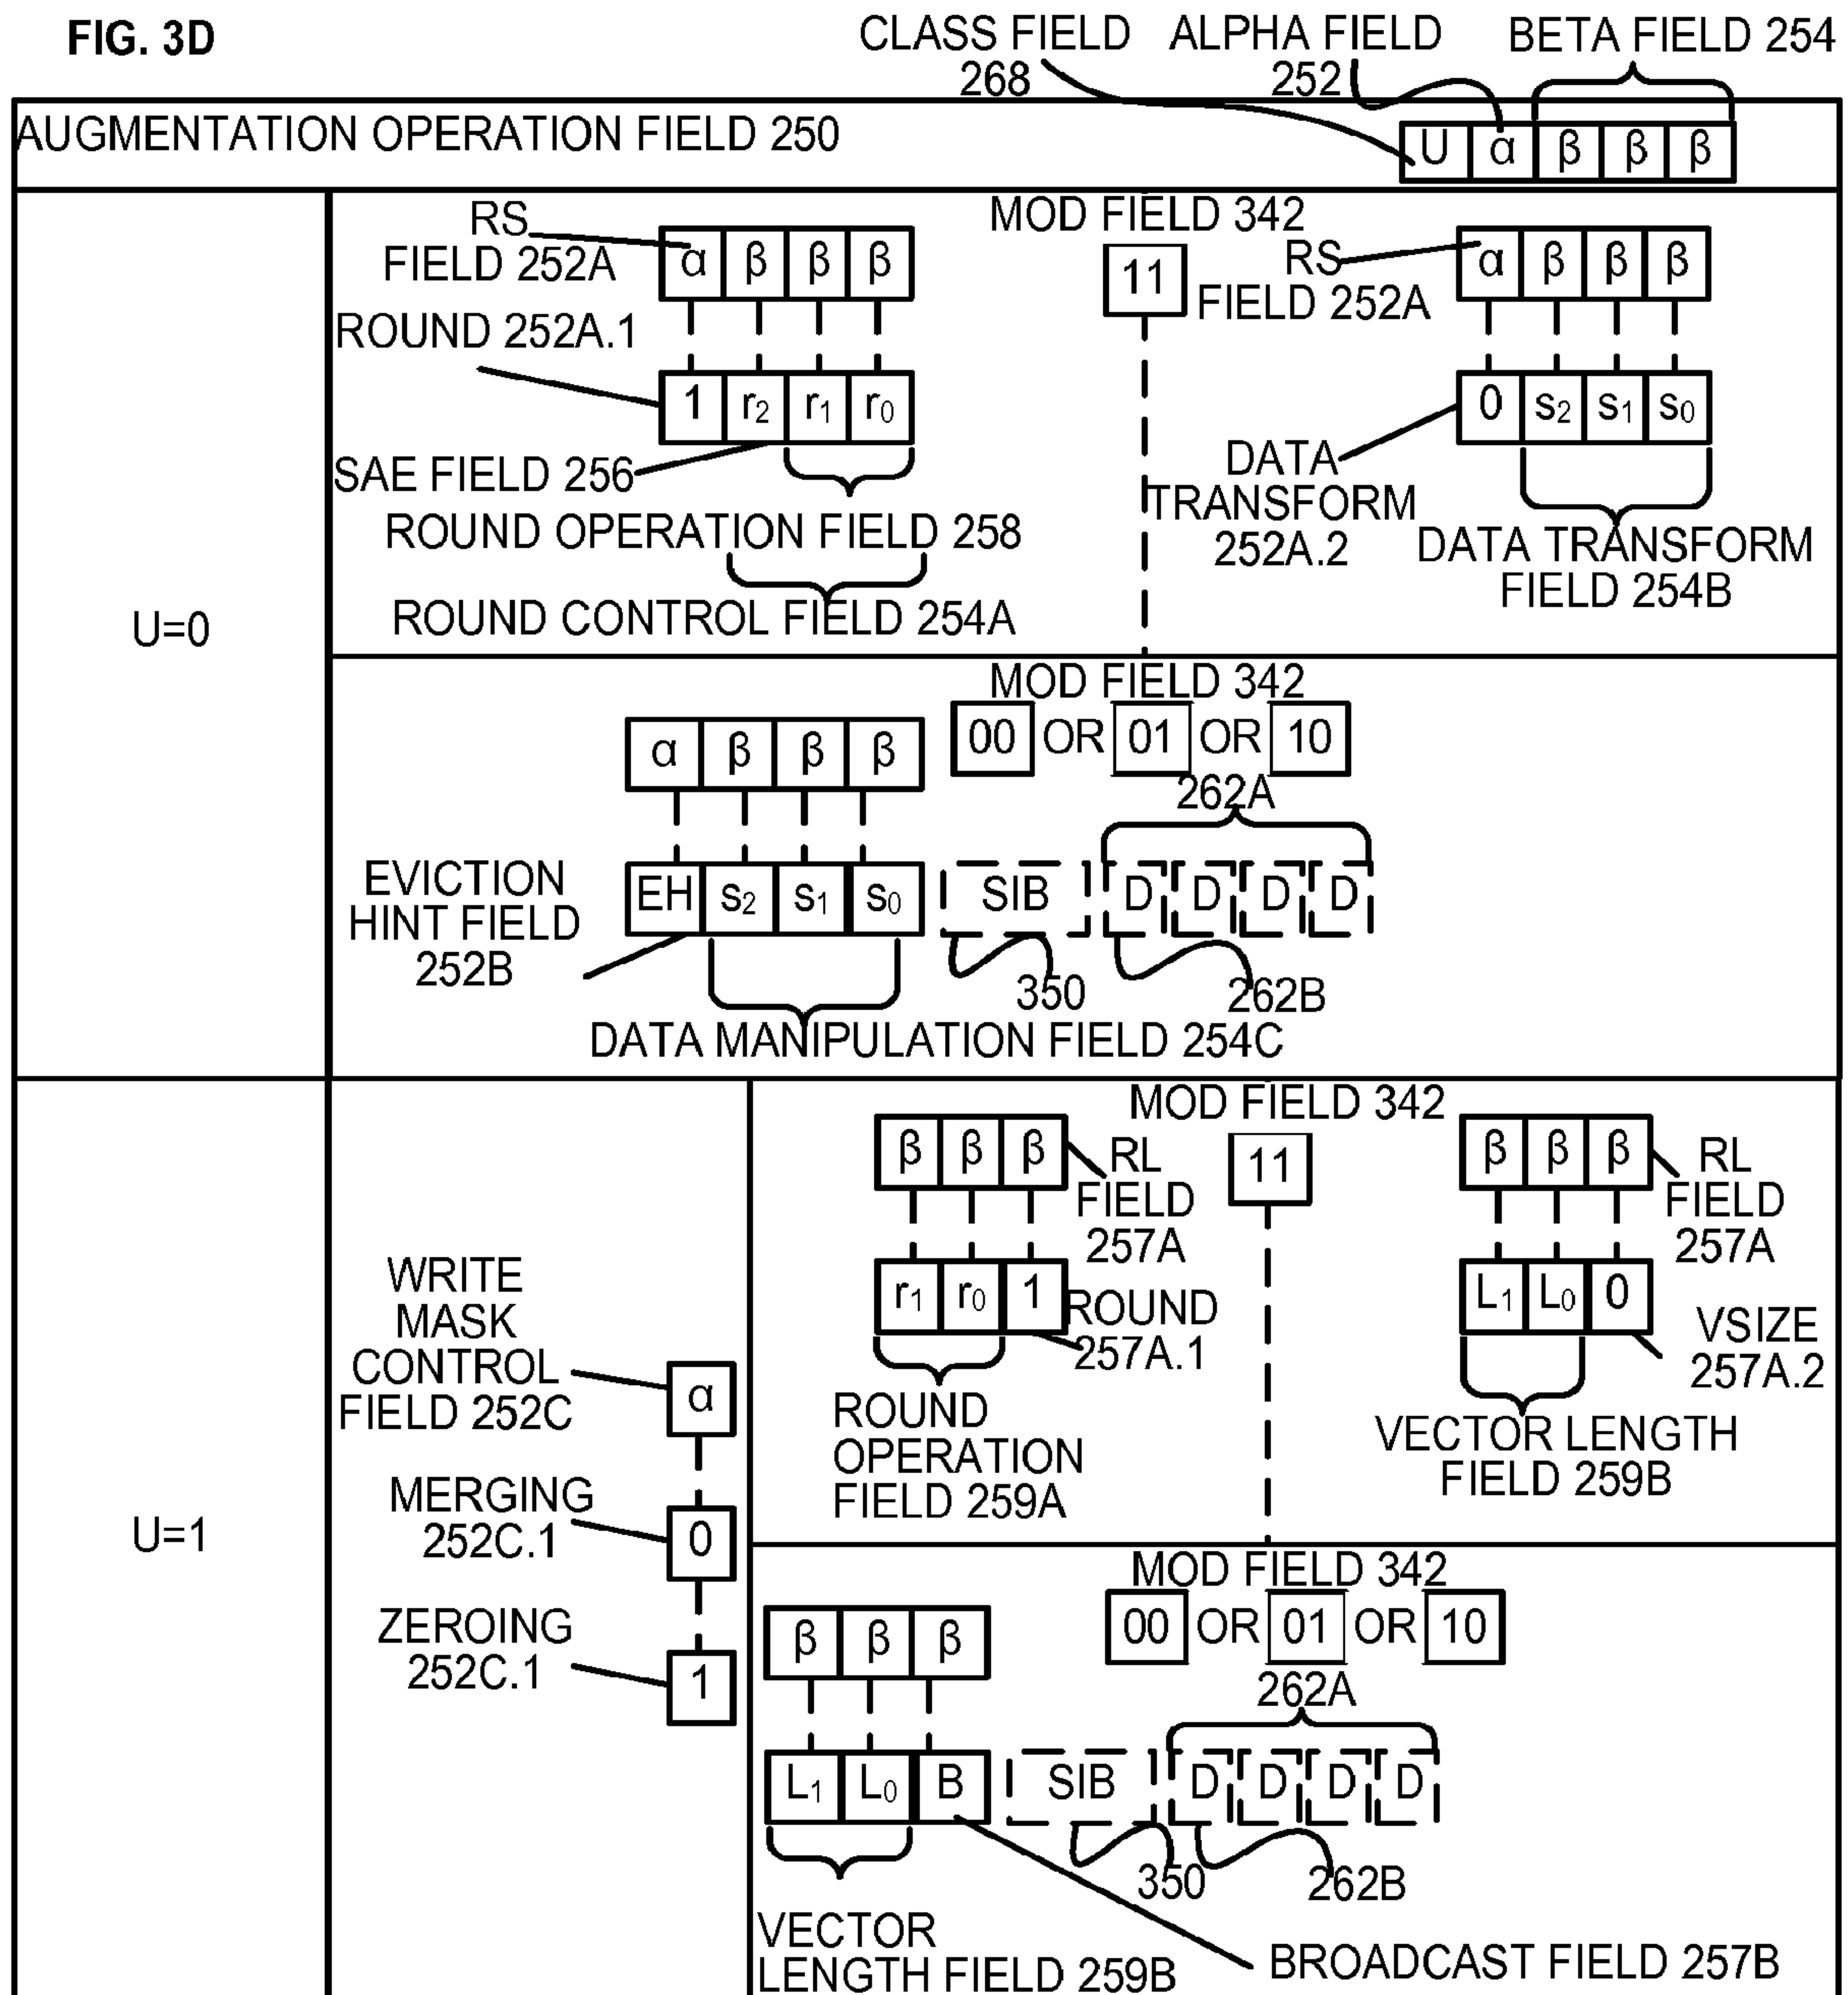 FIG. 3D
CLASS FIELD
268
ALPHA FIELD
252
BETA FIELD 254
AUGMENTATION OPERATION FIELD 250
U α β β β
U=0
MOD FIELD 342
11
RS
FIELD 252A
α β β β
ROUND 252A.1
1 r2 r1 r0
SAE FIELD 256
ROUND OPERATION FIELD 258
ROUND CONTROL FIELD 254A
RS
FIELD 252A
α β β β
0 s2 s1 s0
DATA
TRANSFORM
252A.2
DATA TRANSFORM
FIELD 254B
MOD FIELD 342
00 OR 01 OR 10
α β β β
262A
EVICTION
HINT FIELD
252B
EH s2 s1 s0 SIB D D D D
350
262B
DATA MANIPULATION FIELD 254C
U=1
WRITE
MASK
CONTROL
FIELD 252C
α
MERGING
252C.1
0
ZEROING
252C.1
1
MOD FIELD 342
11
β β β
RL
FIELD
257A
r1 r0 1
ROUND
257A.1
ROUND
OPERATION
FIELD 259A
β β β
RL
FIELD
257A
L1 L0 0
VSIZE
257A.2
VECTOR LENGTH
FIELD 259B
MOD FIELD 342
00 OR 01 OR 10
β β β
262A
L1 L0 B SIB D D D D
350
262B
VECTOR
LENGTH FIELD 259B
BROADCAST FIELD 257B